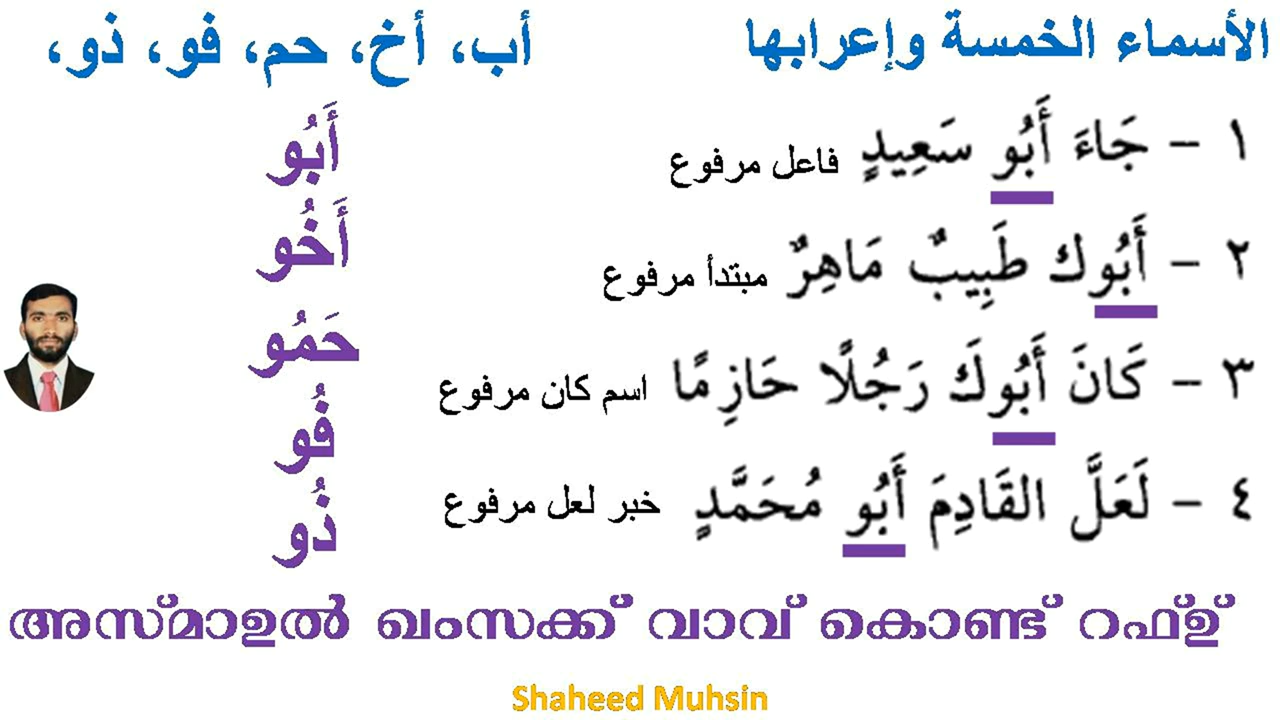 الأسماء الخمسة وإعرابها
أب، أخ، حم، فو، ذو،
١ - جَاءَ أَبُو سَعِيدٍ فاعل مرفوع
٢ - أَبُوك طَبِيبٌ مَاهِرٌ مبتدأ مرفوع
٣ - كَانَ أَبُوكَ رَجُلًا حَازِمًا اسم كان مرفوع
٤ - لَعَلَّ القَادِمَ أَبُو مُحَمَّدٍ خبر لعل مرفوع
أَبُو
أَخُو
حَمُو
فُو
ذُو
അസ്മാഉൽ ഖംസക്ക് വാവ് കൊണ്ട് റഫ്ഉ്
Shaheed Muhsin